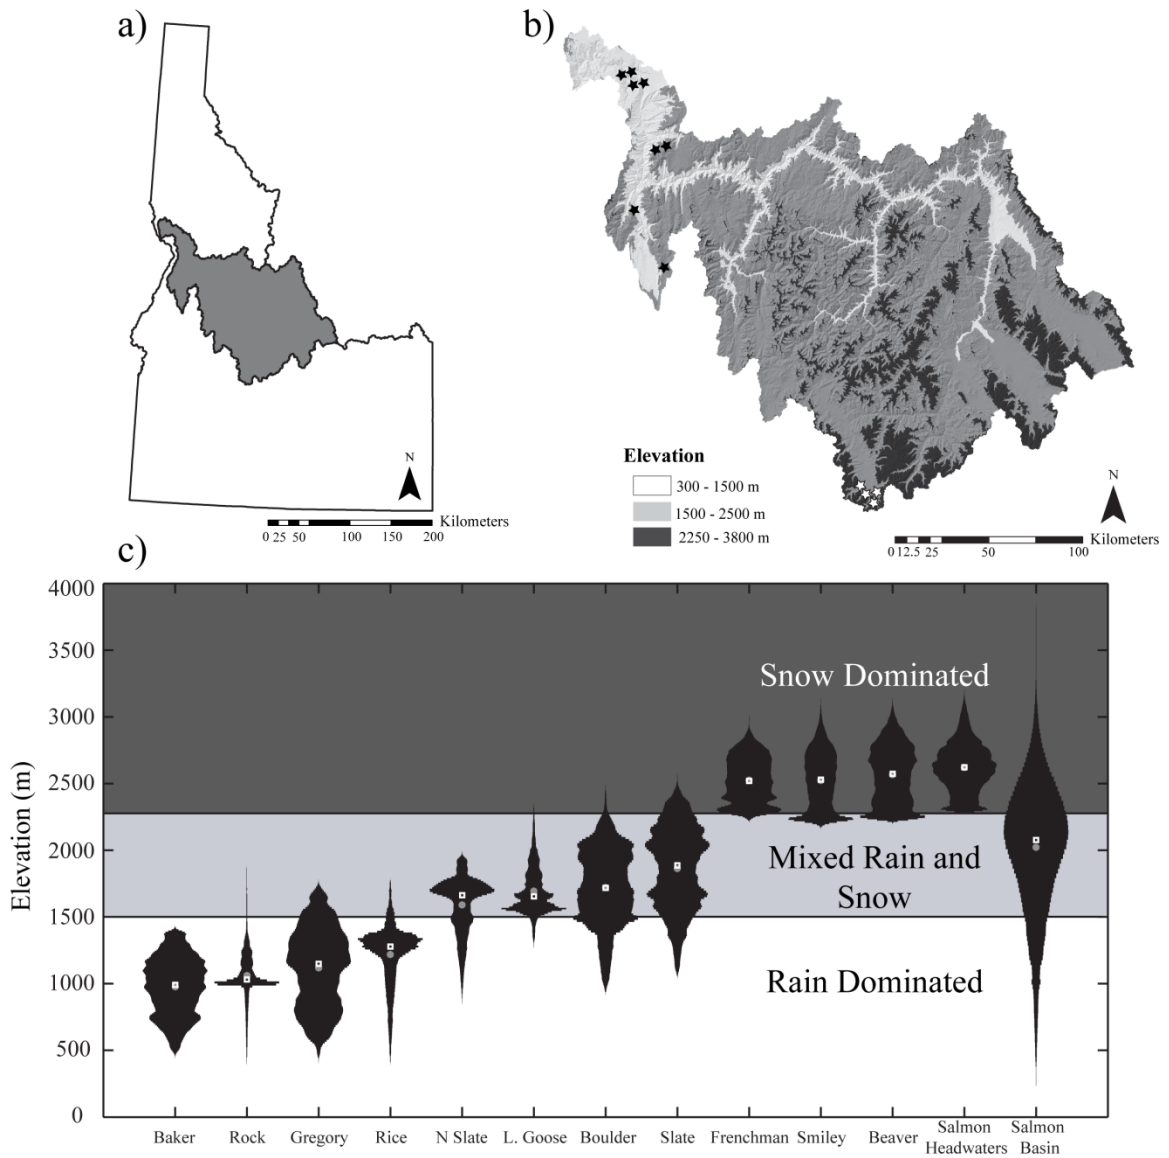 a)
b)
N
0 25 50 100 150 200 Kilometers
Elevation
300 - 1500 m
1500 - 2500 m
2250 - 3800 m
N
0 12.5 25 50 100 Kilometers
c)
Elevation (m)
4000
3500
3000
2500
2000
1500
1000
500
0
Snow Dominated
Mixed Rain and
Snow
Rain Dominated
Baker Rock Gregory Rice N Slate L. Goose Boulder Slate Frenchman Smiley Beaver Salmon Salmon
Headwaters Basin